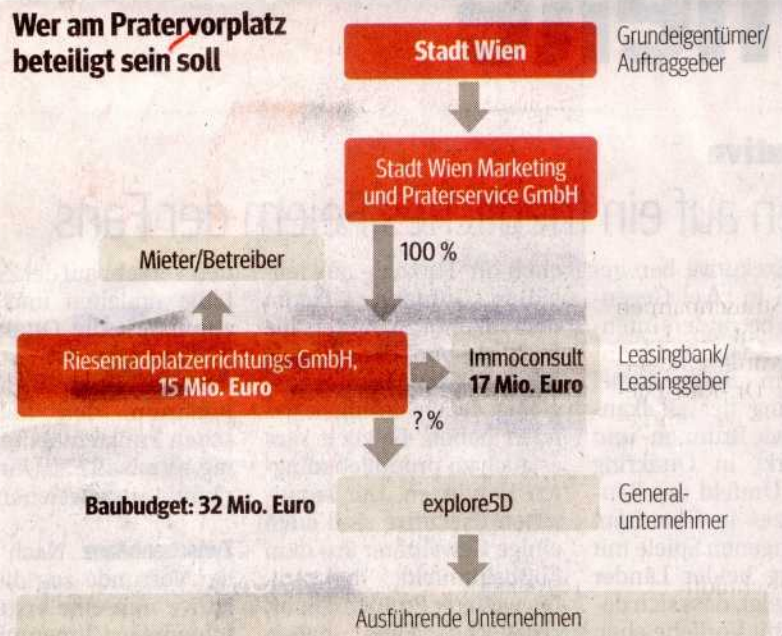 Wer am Pratervorplatz
beteiligt sein soll
Stadt Wien
Grundeigentümer/
Auftraggeber
Stadt Wien Marketing
und Praterservice GmbH
100 %
Mieter/Betreiber
Riesenradplatzerrichtungs GmbH,
15 Mio. Euro
Immoconsult
17 Mio. Euro
Leasingbank/
Leasinggeber
? %
Baubudget: 32 Mio. Euro
explore5D
General-
unternehmer
Ausführende Unternehmen